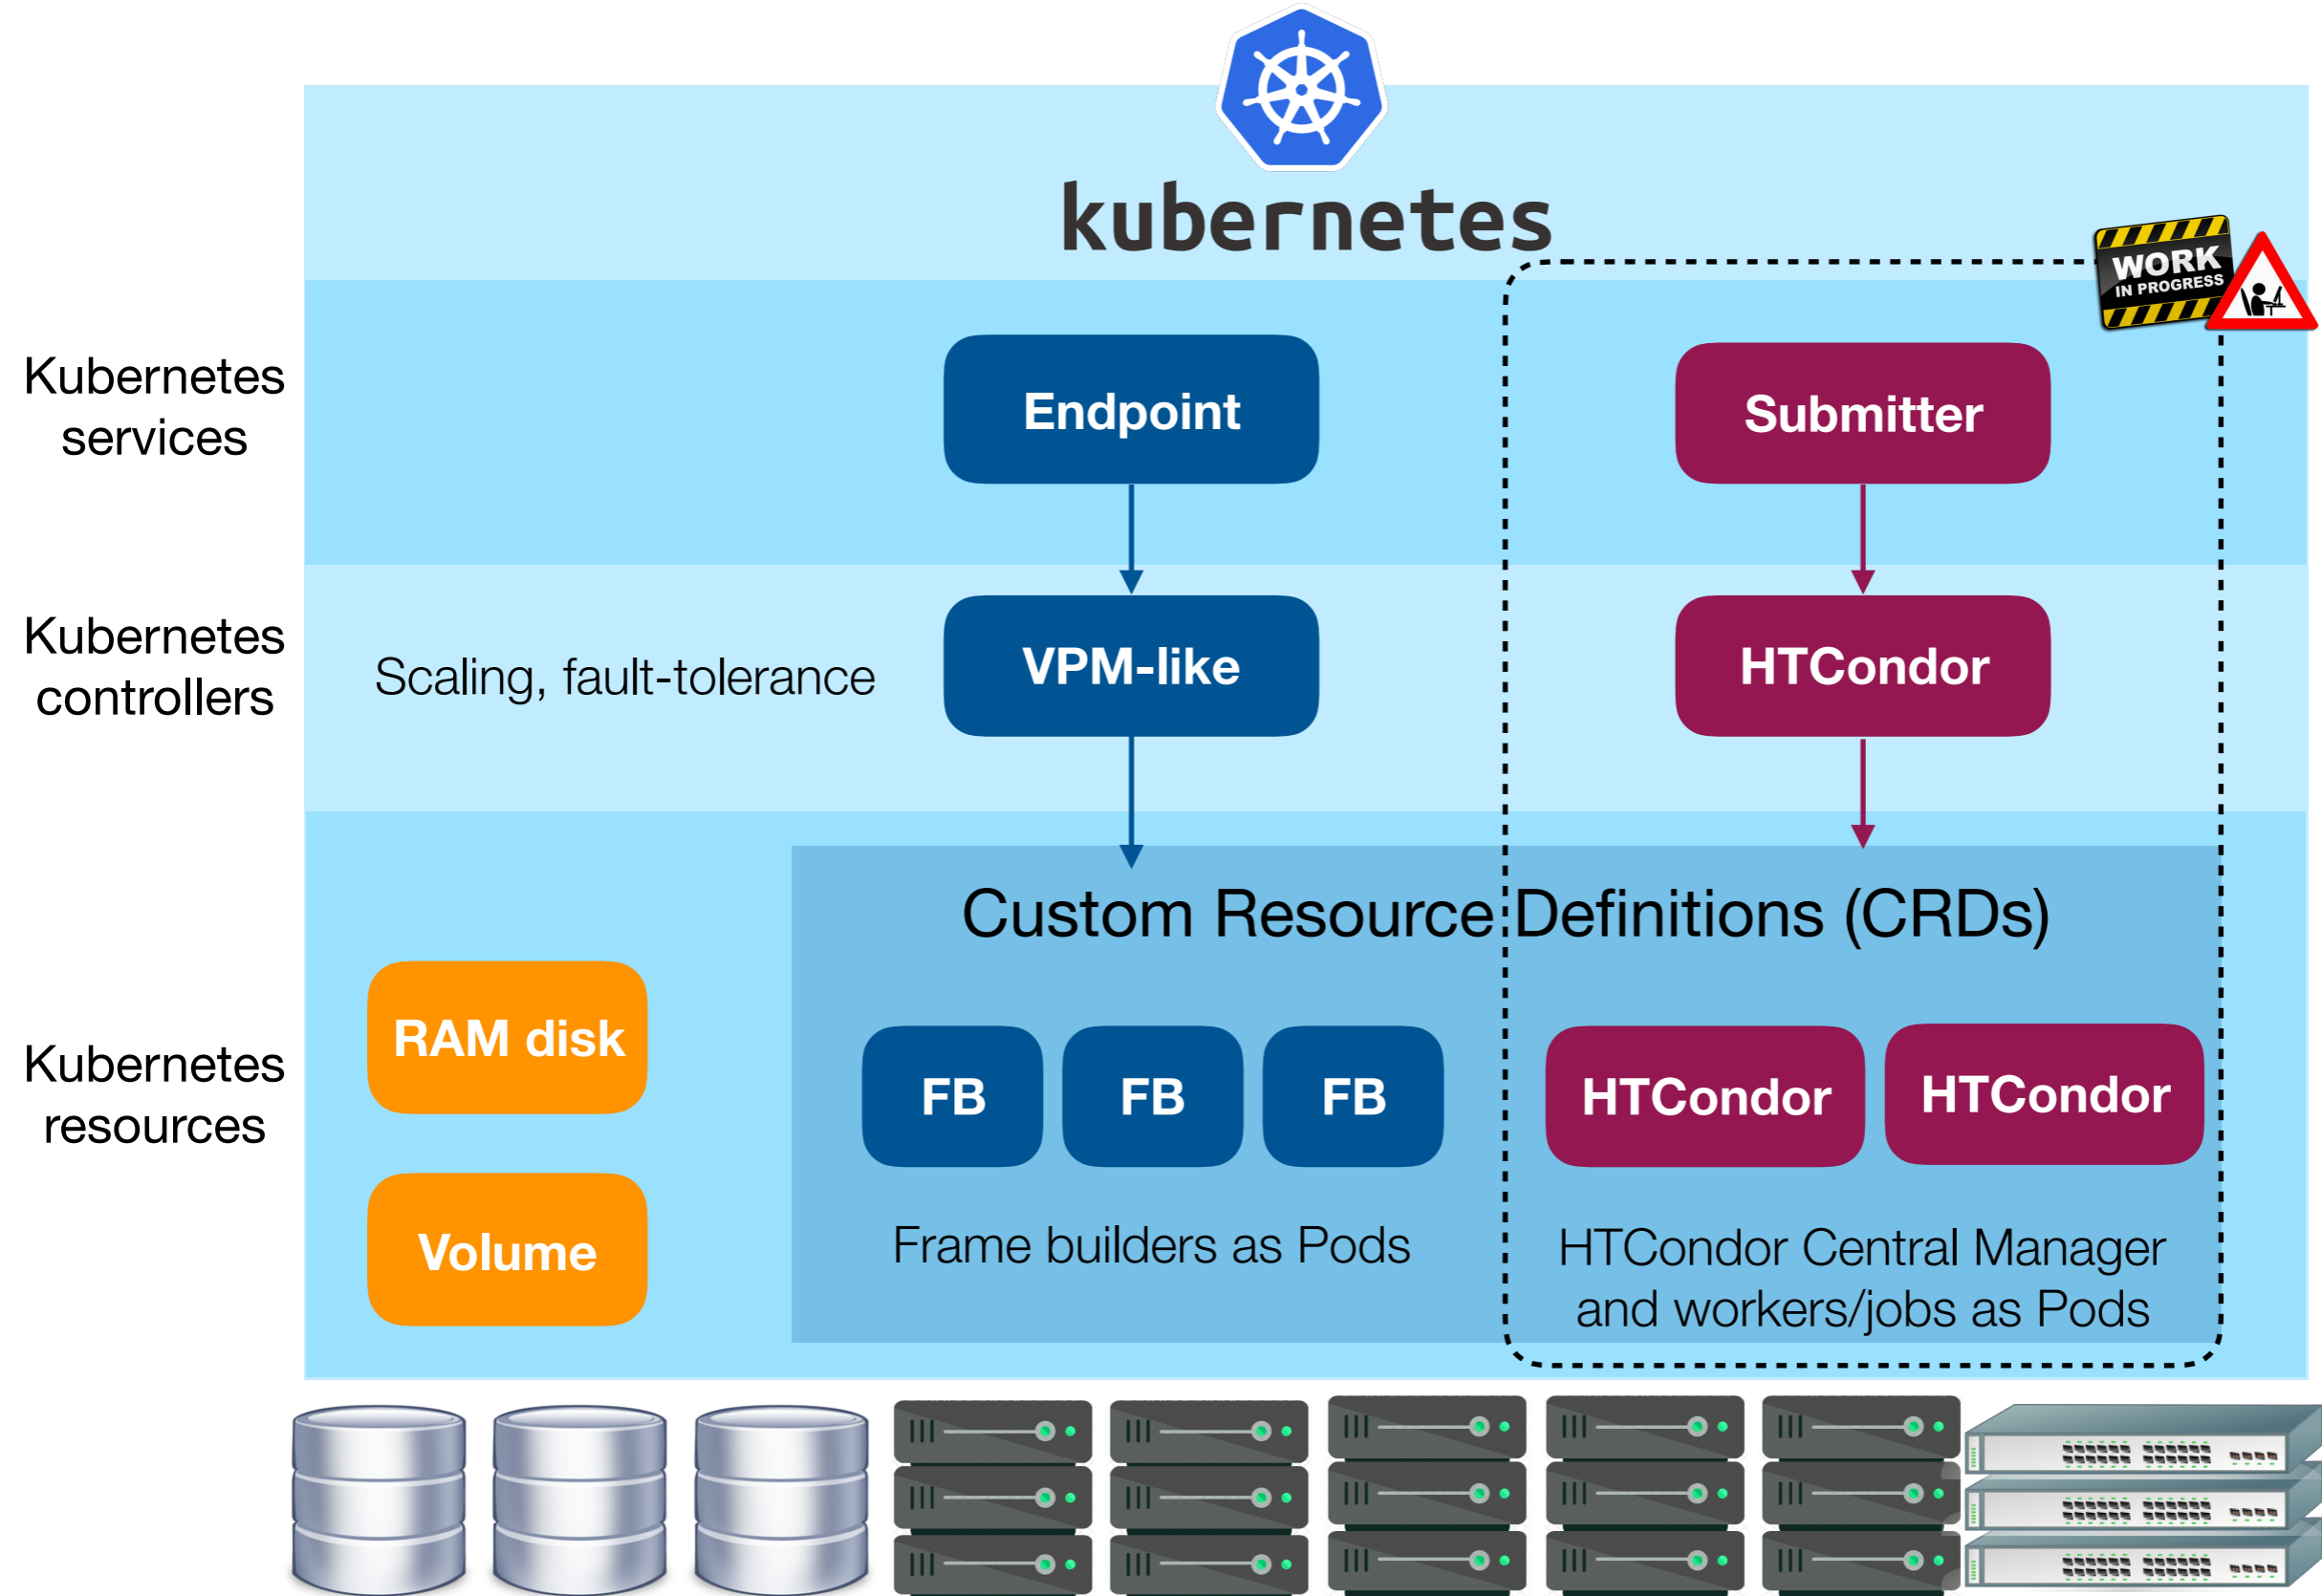 kubernetes
WORK
IN PROGRESS
Kubernetes
services
Endpoint
Submitter
Kubernetes
controllers
Scaling, fault-tolerance
VPM-like
HTCondor
Custom Resource Definitions (CRDs)
Kubernetes
resources
RAM disk
FB
FB
FB
HTCondor
HTCondor
Volume
Frame builders as Pods
HTCondor Central Manager
and workers/jobs as Pods